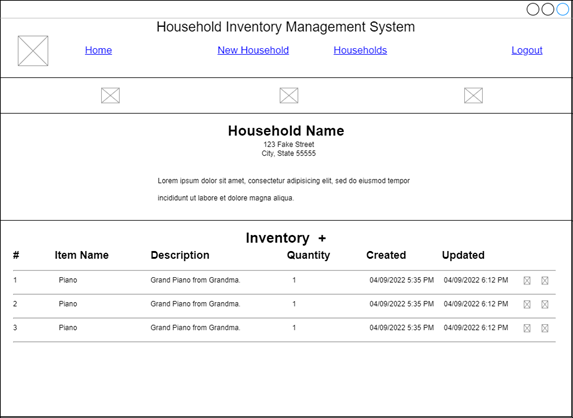 Household Inventory Management System
Home New Household Households Logout
Household Name
123 Fake Street
City, State 55555
Lorem ipsum dolor sit amet, consectetur adipisicing elit, sed do eiusmod tempor
incididunt ut labore et dolore magna aliqua.
Inventory +
# Item Name Description Quantity Created Updated
1 Piano Grand Piano from Grandma. 1 04/09/2022 5:35 PM 04/09/2022 6:12 PM
2 Piano Grand Piano from Grandma. 1 04/09/2022 5:35 PM 04/09/2022 6:12 PM
3 Piano Grand Piano from Grandma. 1 04/09/2022 5:35 PM 04/09/2022 6:12 PM